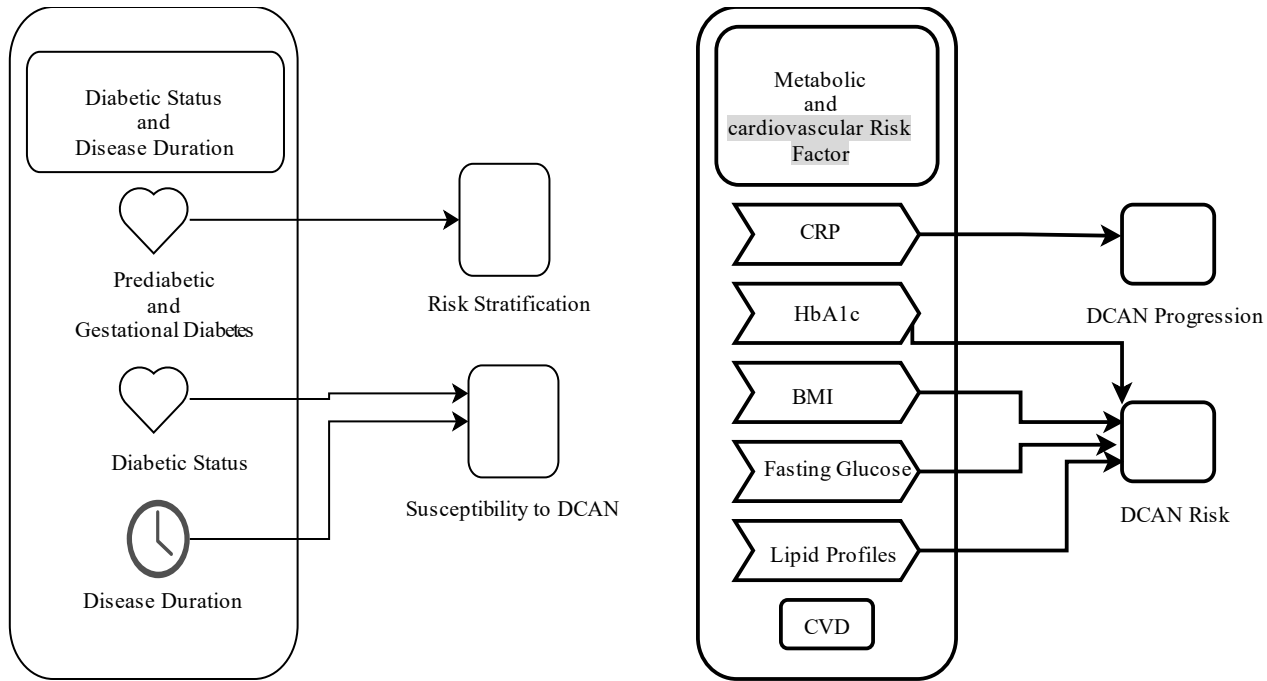 Diabetic Status
and
Disease Duration
Prediabetic
and
Gestational Diabetes
Diabetic Status
Disease Duration
Risk Stratification
Susceptibility to DCAN
Metabolic
and
cardiovascular Risk
Factor
CRP
HbA1c
BMI
Fasting Glucose
Lipid Profiles
CVD
DCAN Progression
DCAN Risk